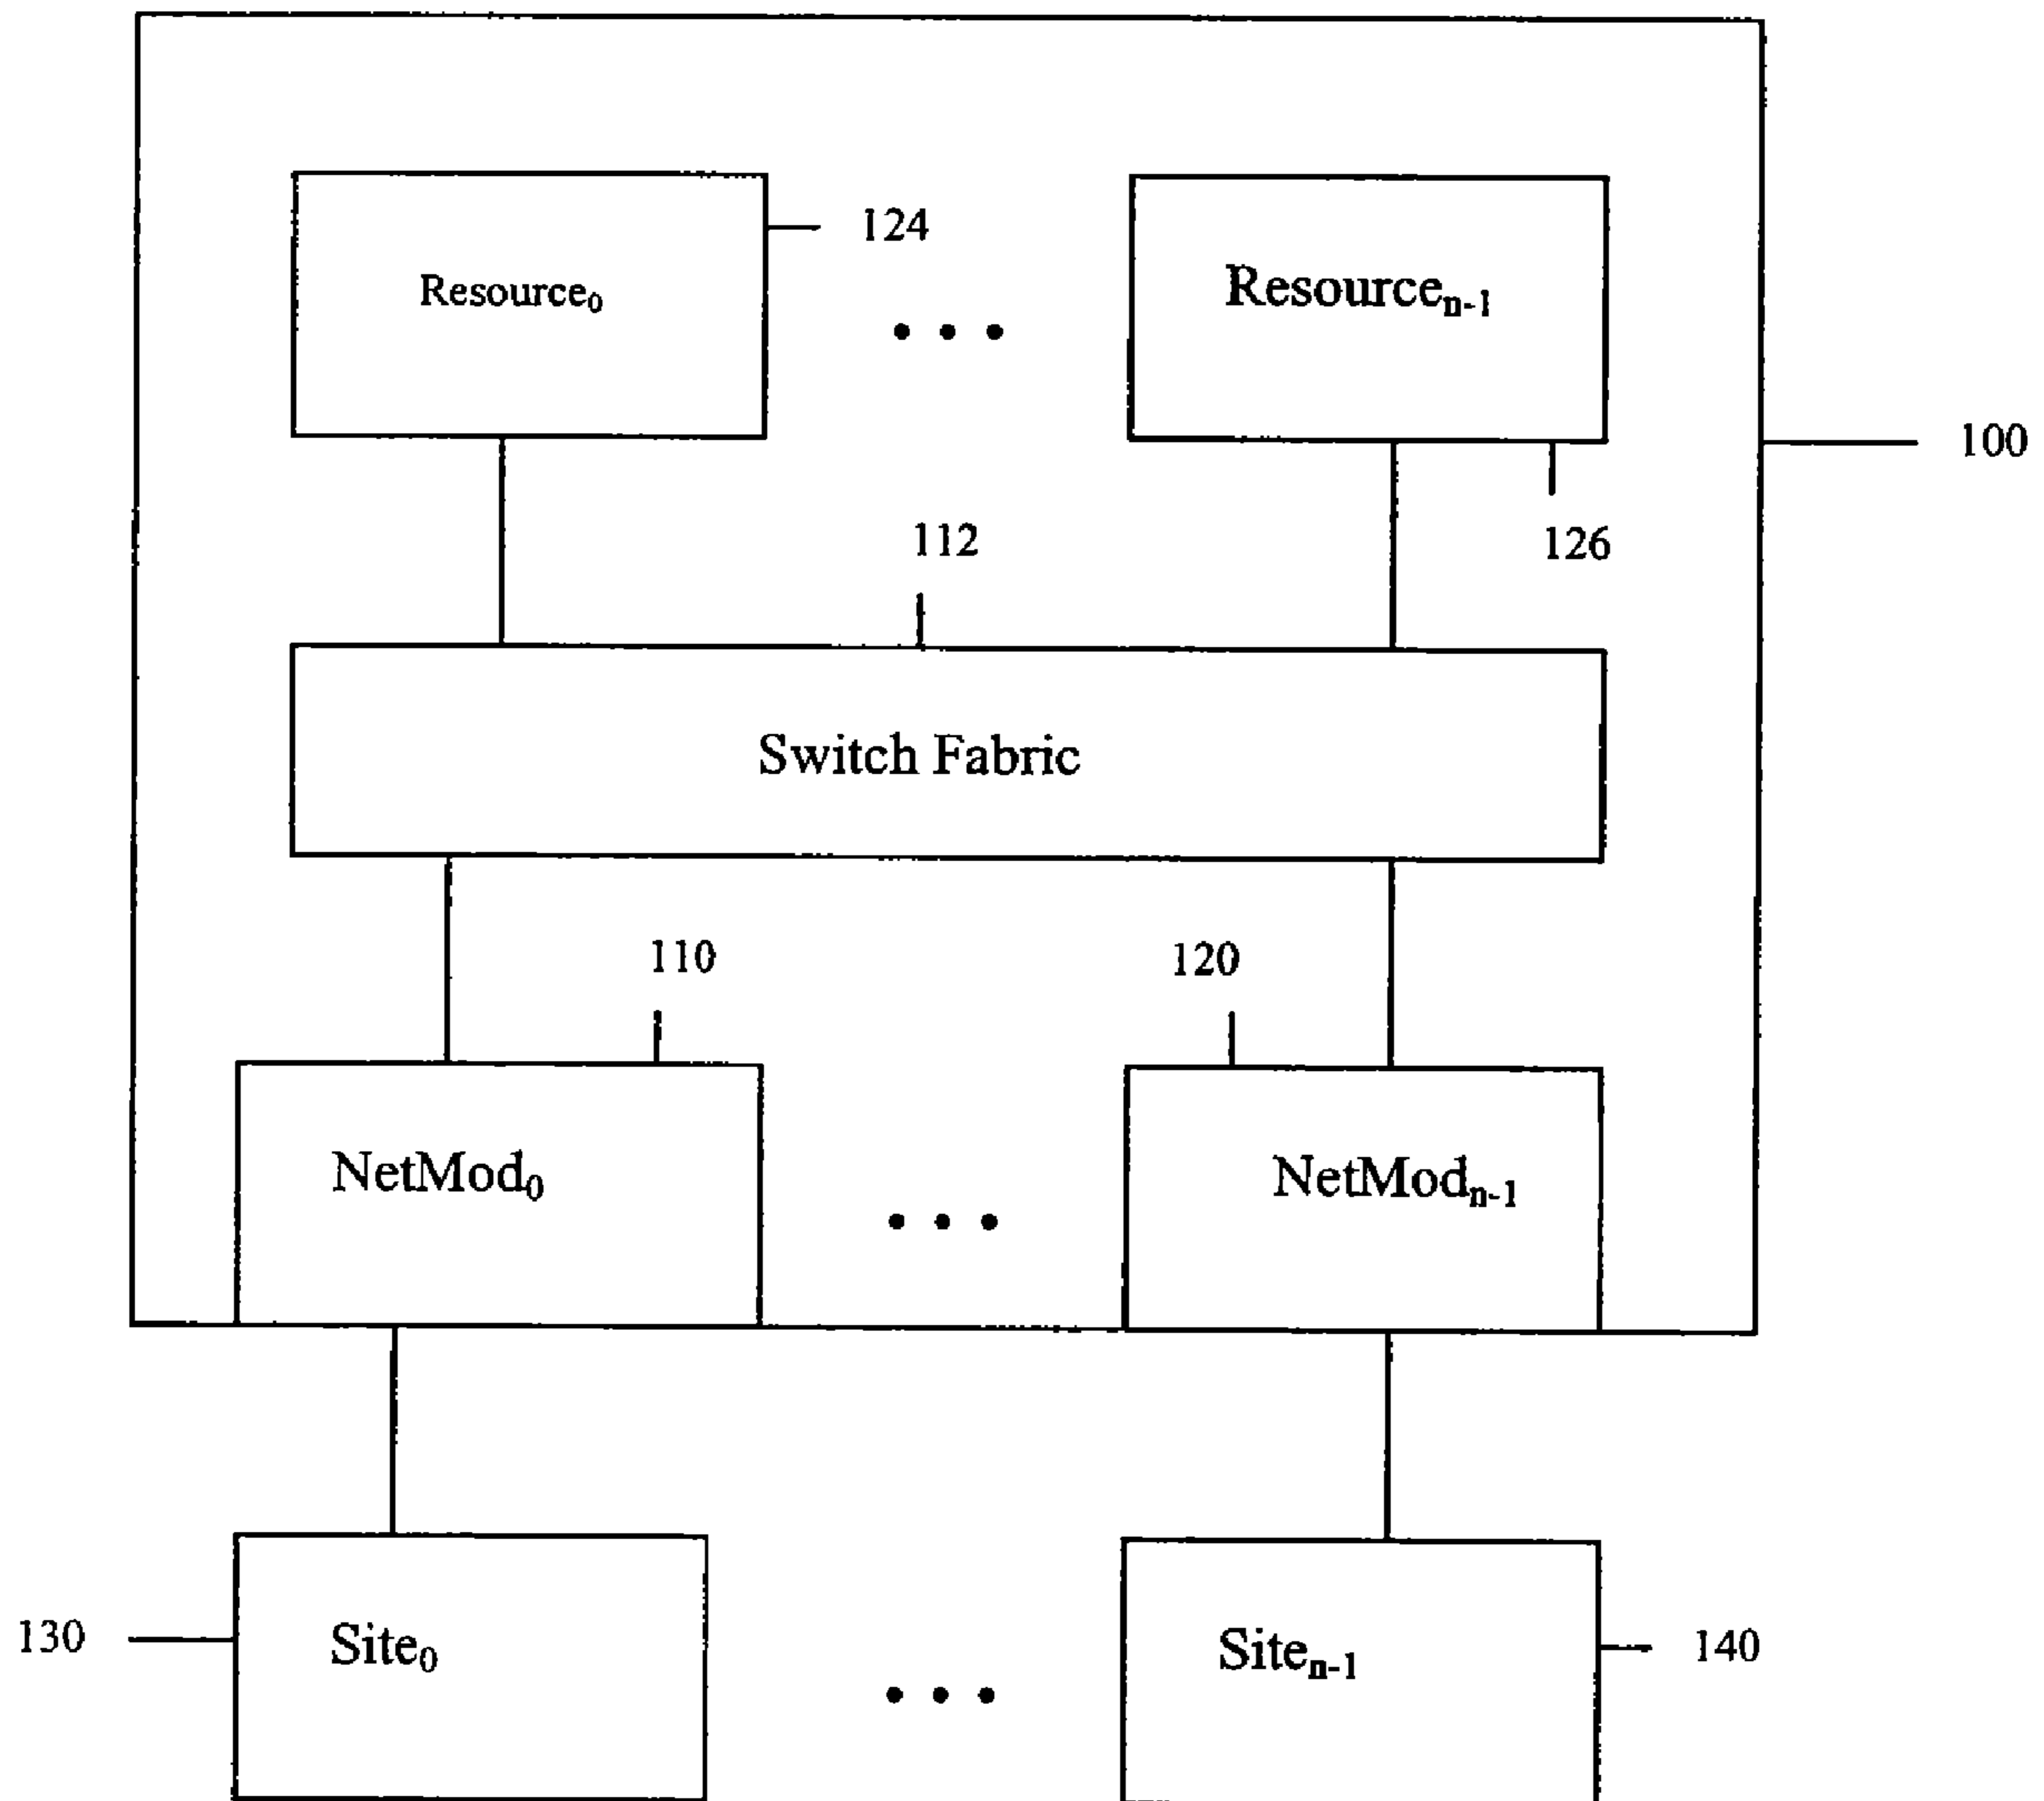 124
Resource₀
Resourceₙ₋₁
• • •
100
112
126
Switch Fabric
110
120
NetMod₀
NetModₙ₋₁
• • •
130
Site₀
Siteₙ₋₁
140
• • •